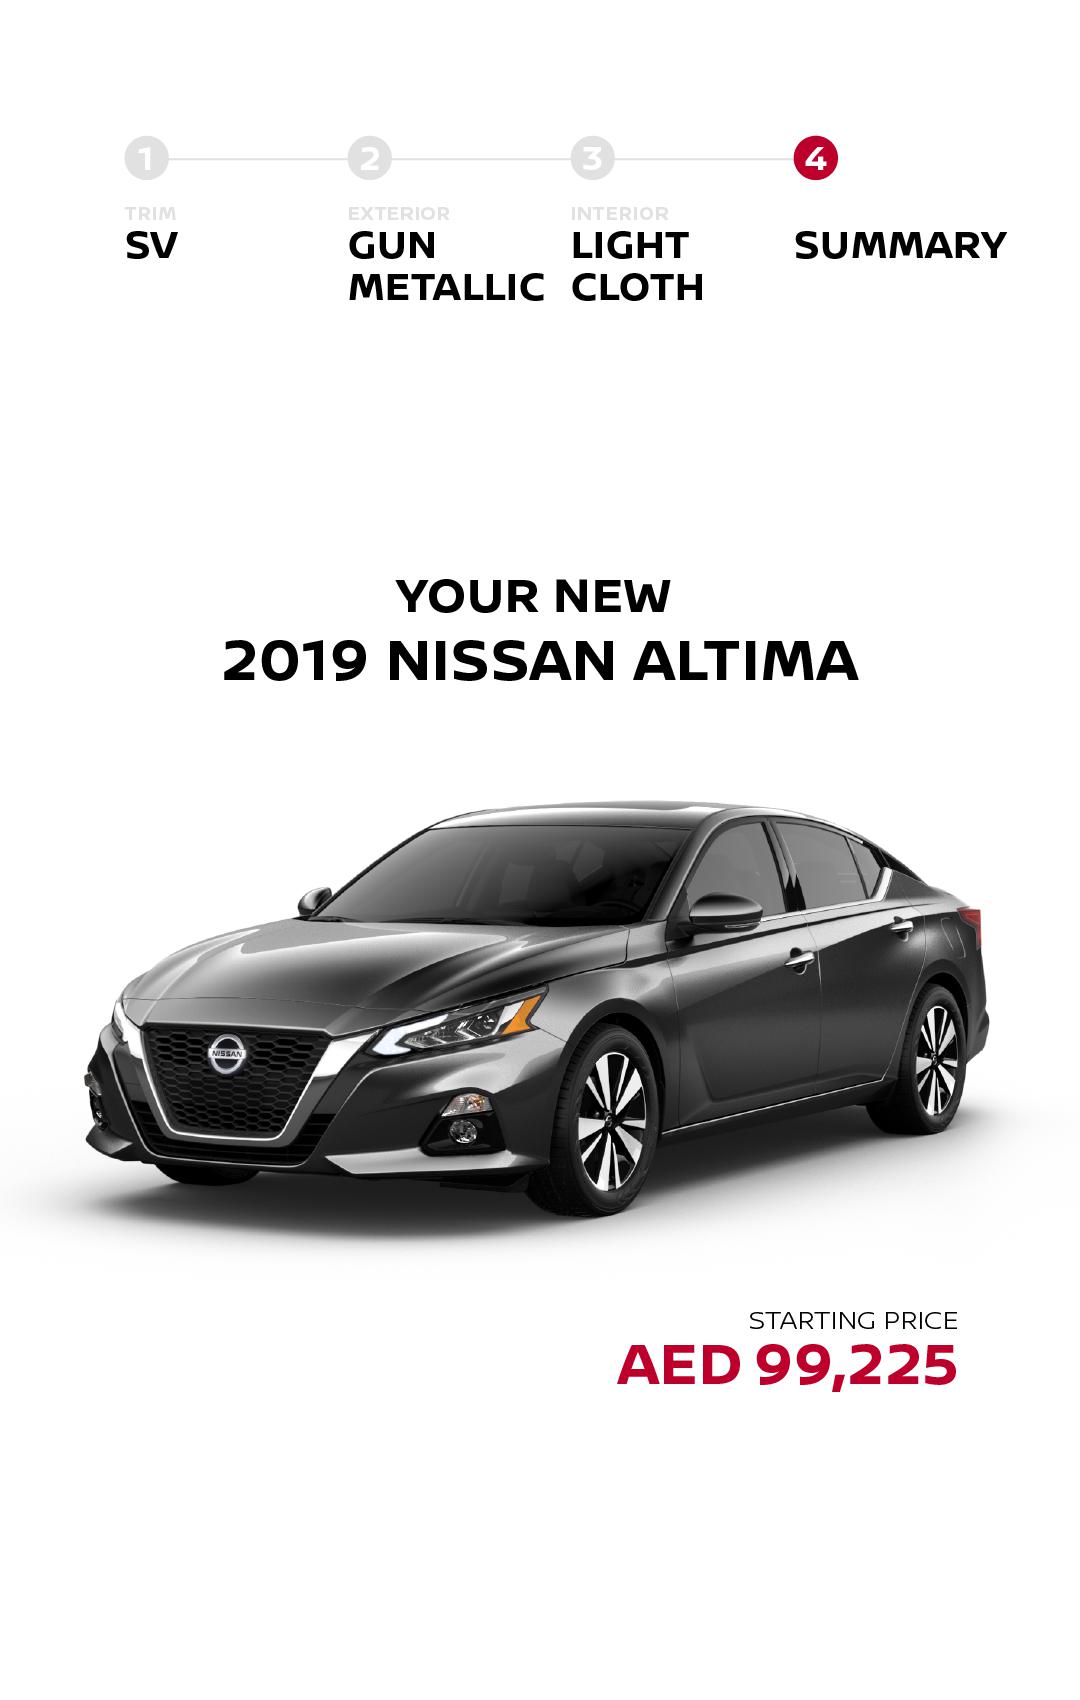 1 2 3 4
TRIM
SV
EXTERIOR
GUN
METALLIC
INTERIOR
LIGHT
CLOTH
SUMMARY
YOUR NEW
2019 NISSAN ALTIMA
NISSAN
STARTING PRICE
AED 99,225